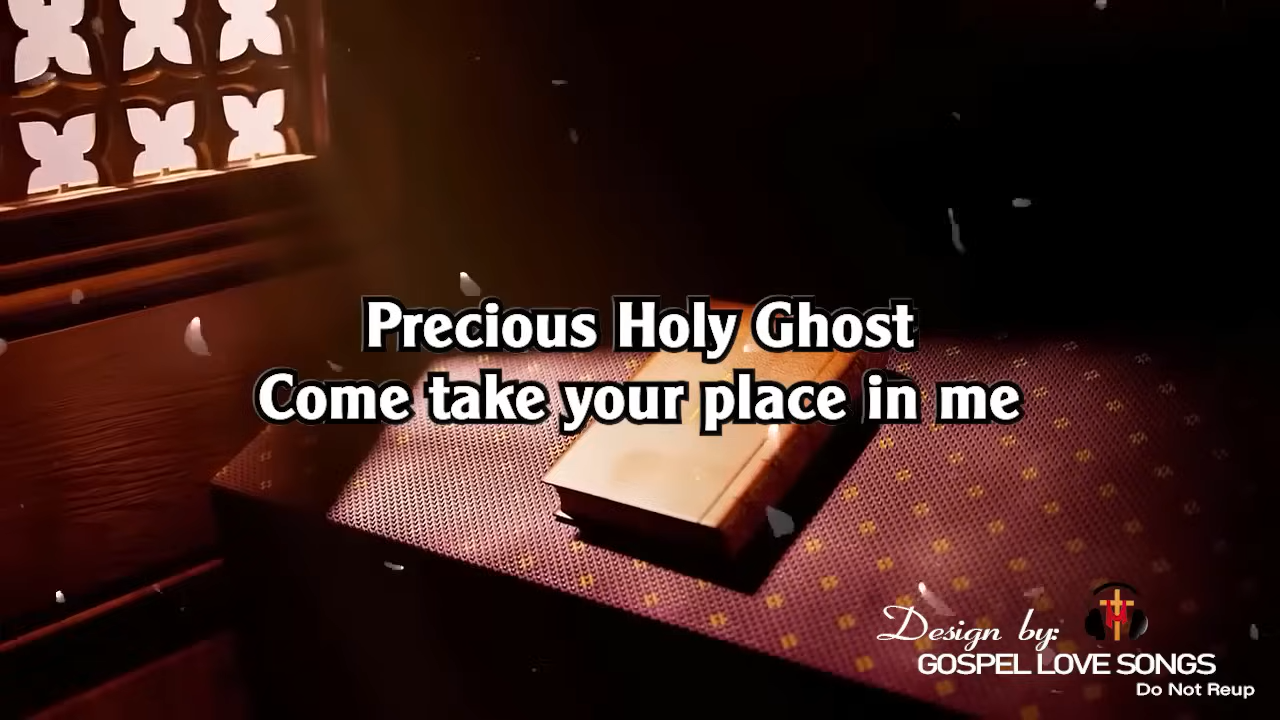 Precious Holy Ghost
Come take your place in me
Design by:
GOSPEL LOVE SONGS
Do Not Reup